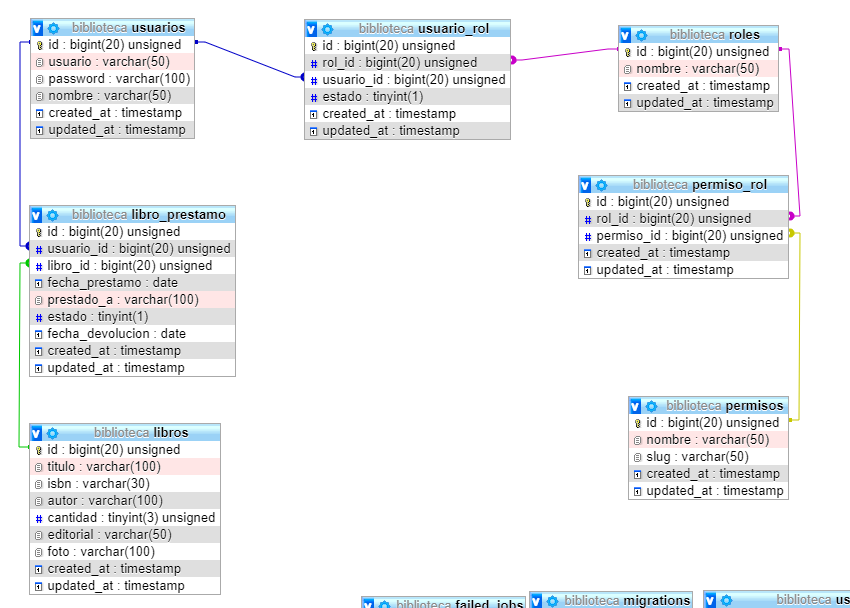 biblioteca usuarios
id : bigint(20) unsigned
usuario : varchar(50)
password : varchar(100)
nombre : varchar(50)
created_at : timestamp
updated_at : timestamp
biblioteca usuario_rol
id : bigint(20) unsigned
rol_id : bigint(20) unsigned
usuario_id : bigint(20) unsigned
estado : tinyint(1)
created_at : timestamp
updated_at : timestamp
biblioteca roles
id : bigint(20) unsigned
nombre : varchar(50)
created_at : timestamp
updated_at : timestamp
biblioteca permiso_rol
id : bigint(20) unsigned
rol_id : bigint(20) unsigned
permiso_id : bigint(20) unsigned
created_at : timestamp
updated_at : timestamp
biblioteca libro_prestamo
id : bigint(20) unsigned
usuario_id : bigint(20) unsigned
libro_id : bigint(20) unsigned
fecha_prestamo : date
prestado_a : varchar(100)
estado : tinyint(1)
fecha_devolucion : date
created_at : timestamp
updated_at : timestamp
biblioteca permisos
id : bigint(20) unsigned
nombre : varchar(50)
slug : varchar(50)
created_at : timestamp
updated_at : timestamp
biblioteca libros
id : bigint(20) unsigned
titulo : varchar(100)
isbn : varchar(30)
autor : varchar(100)
cantidad : tinyint(3) unsigned
editorial : varchar(50)
foto : varchar(100)
created_at : timestamp
updated_at : timestamp
biblioteca failed_jobs
biblioteca migrations
biblioteca us